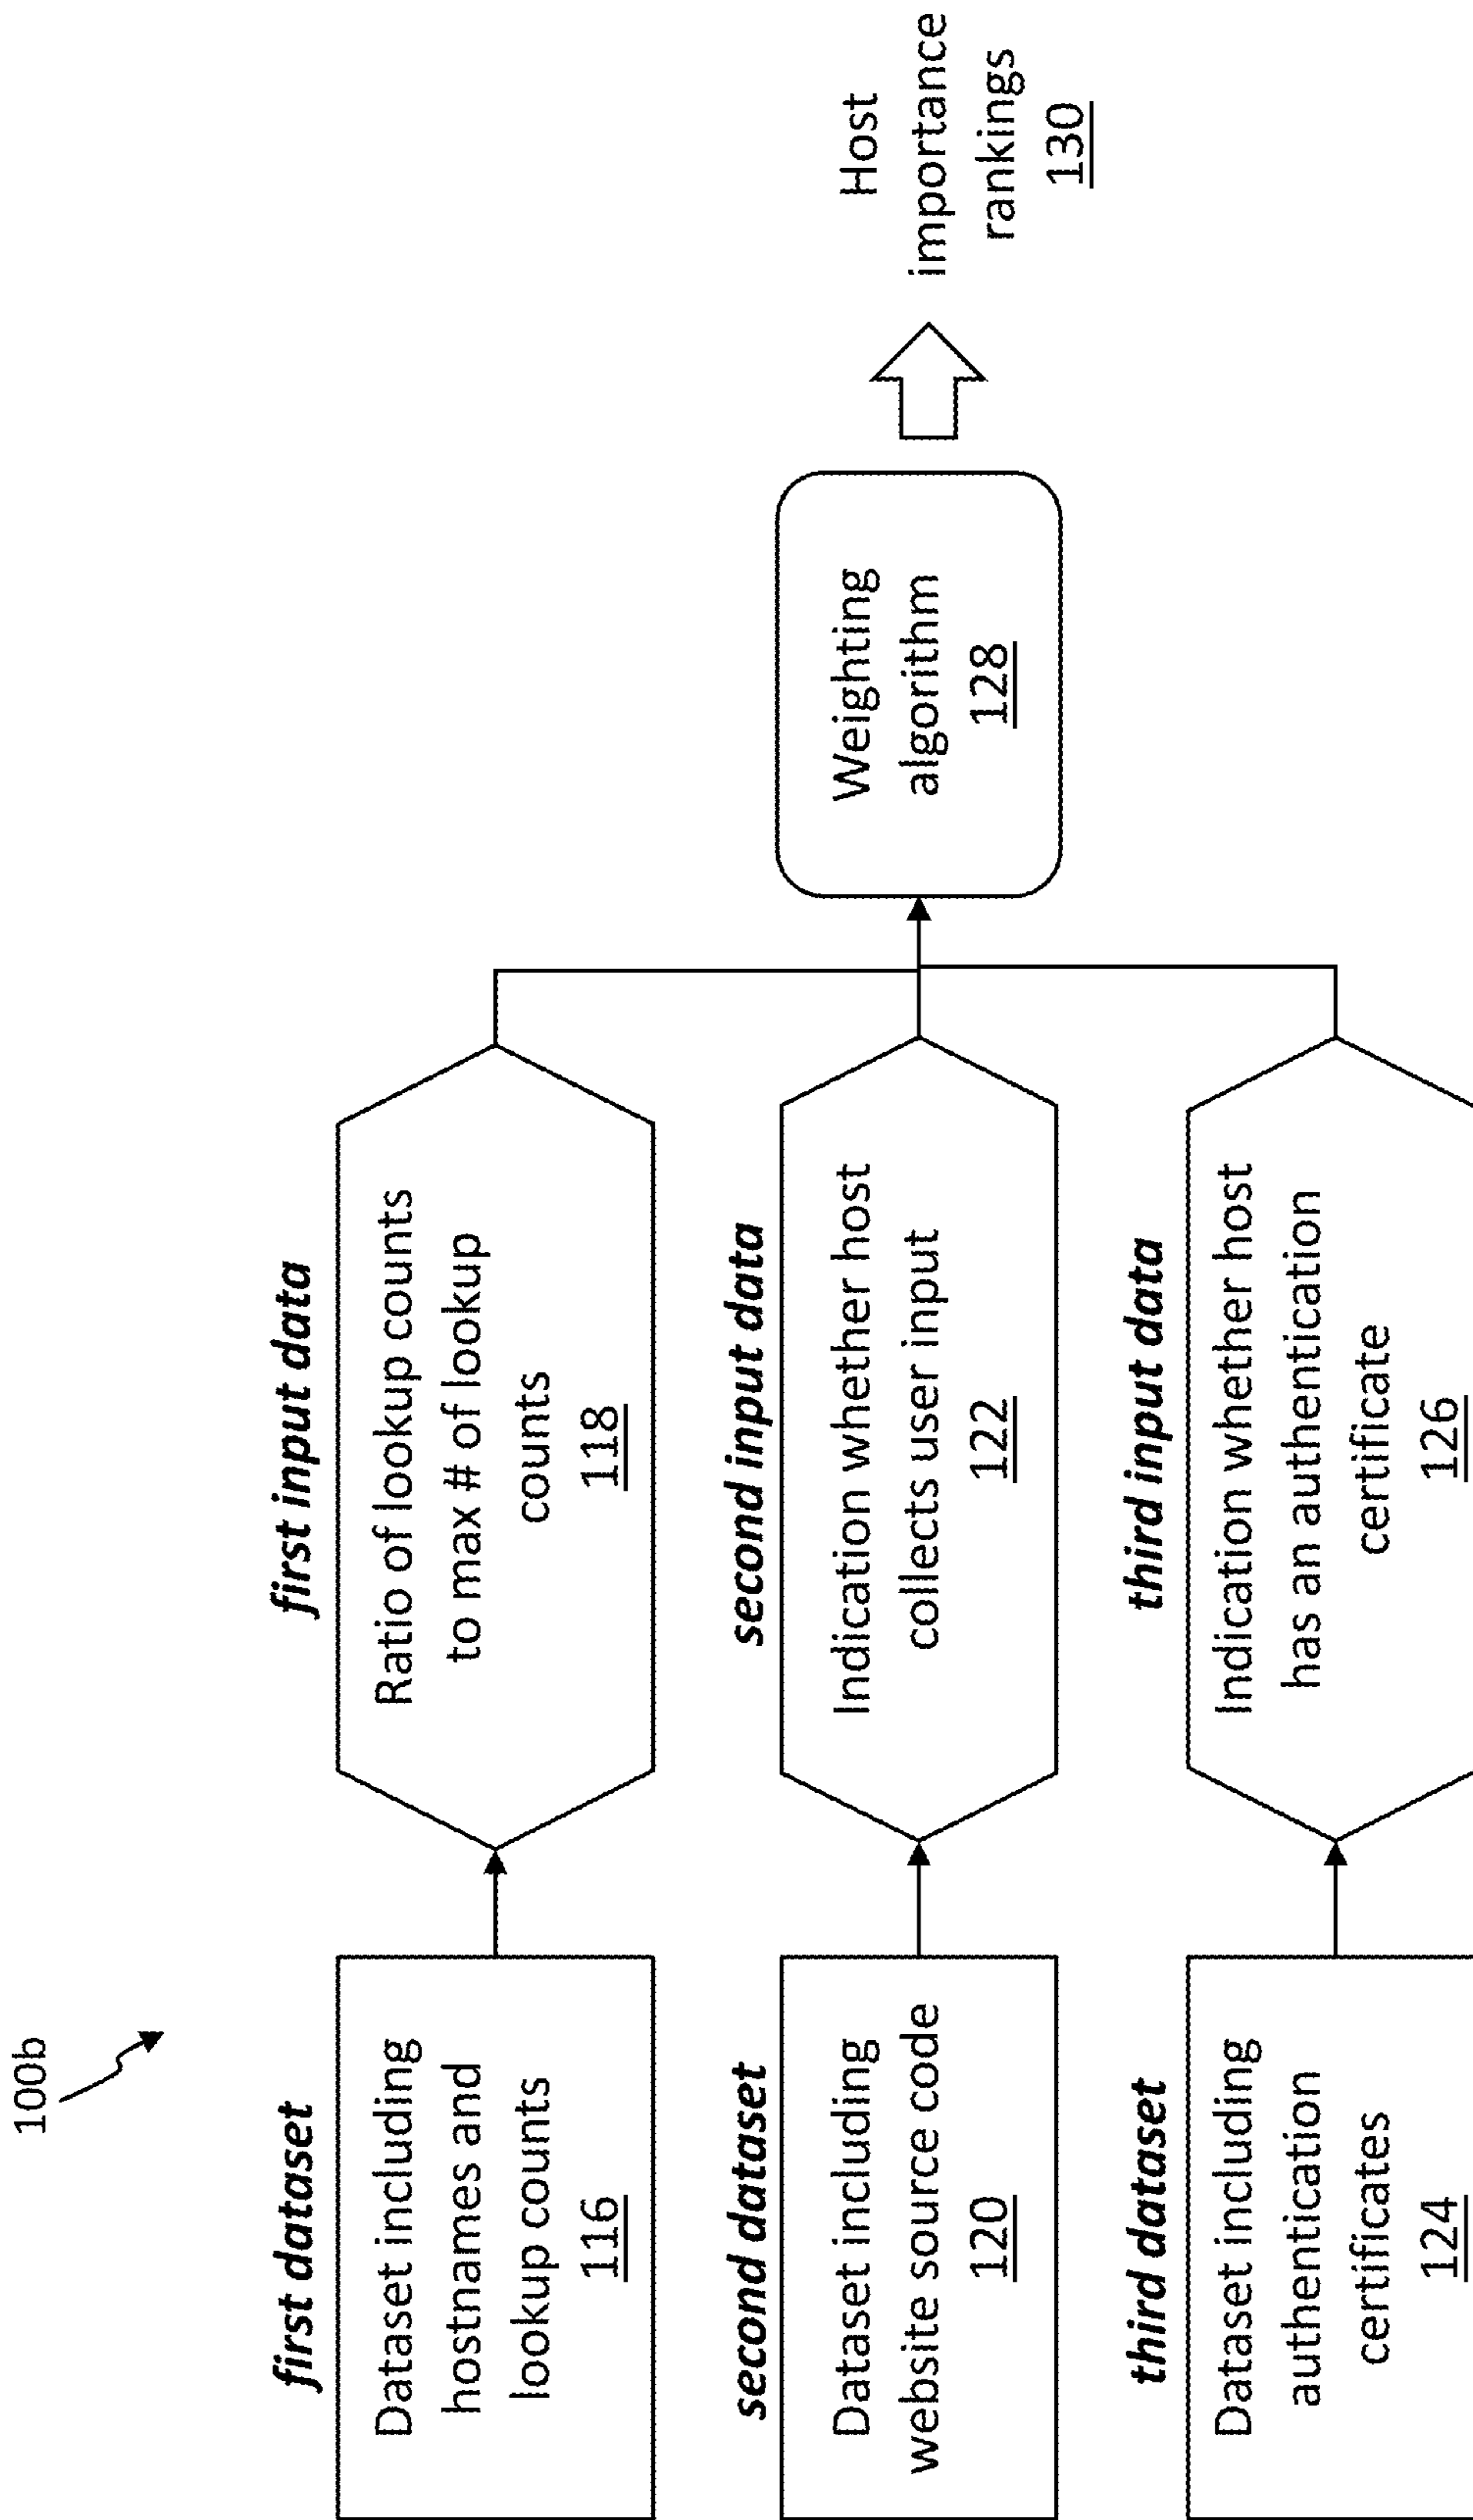 100b
first dataset
Dataset including
hostnames and
lookup counts
116
first input data
Ratio of lookup counts
to max # of lookup
counts
118
second dataset
Dataset including
website source code
120
second input data
Indication whether host
collects user input
122
third dataset
Dataset including
authentication
certificates
124
third input data
Indication whether host
has an authentication
certificate
126
Weighting
algorithm
128
Host
importance
rankings
130